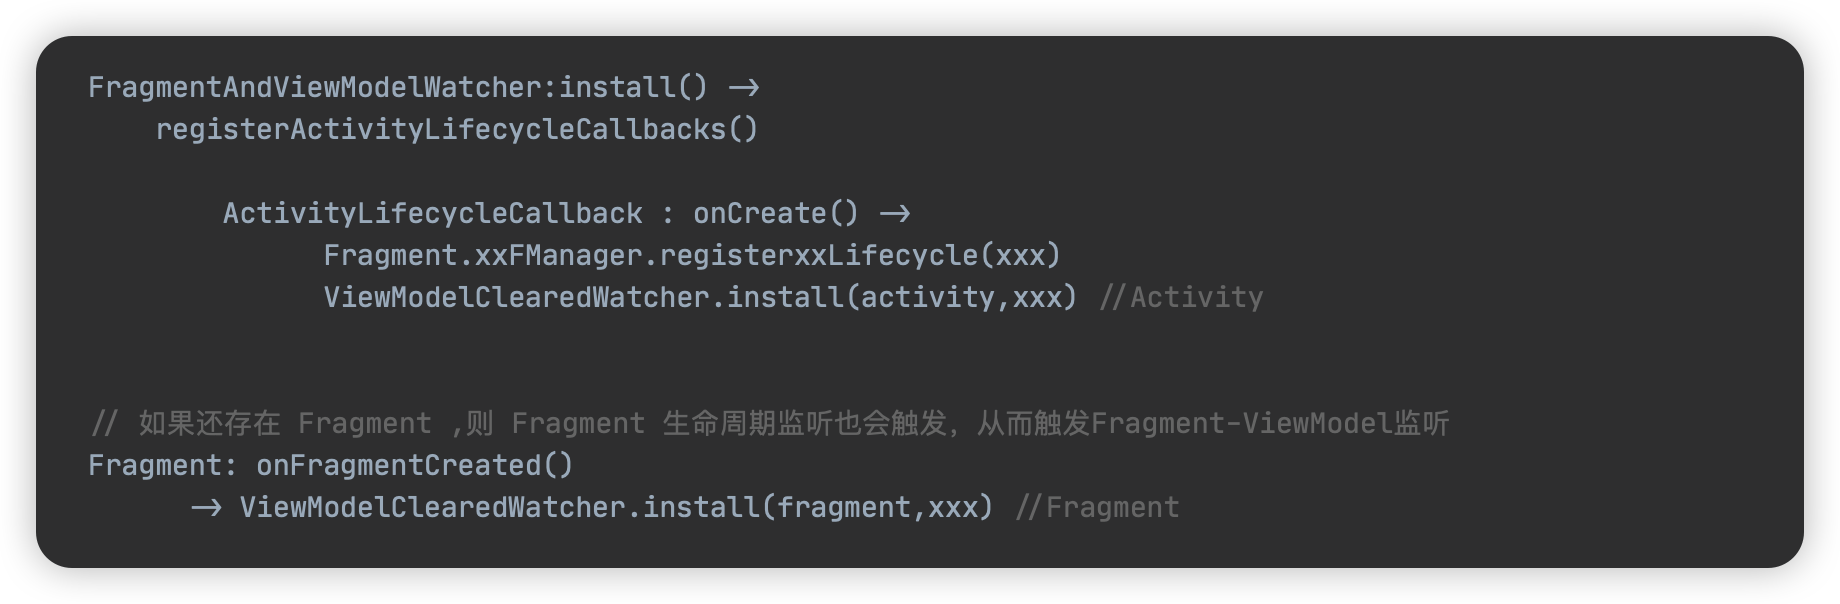 FragmentAndViewModelWatcher:install() ->
registerActivityLifecycleCallbacks()
ActivityLifecycleCallback : onCreate() ->
Fragment.xxFManager.registerxxLifecycle(xxx)
ViewModelClearedWatcher.install(activity,xxx) //Activity
// 如果还存在 Fragment ,则 Fragment 生命周期监听也会触发，从而触发Fragment-ViewModel监听
Fragment: onFragmentCreated()
-> ViewModelClearedWatcher.install(fragment,xxx) //Fragment